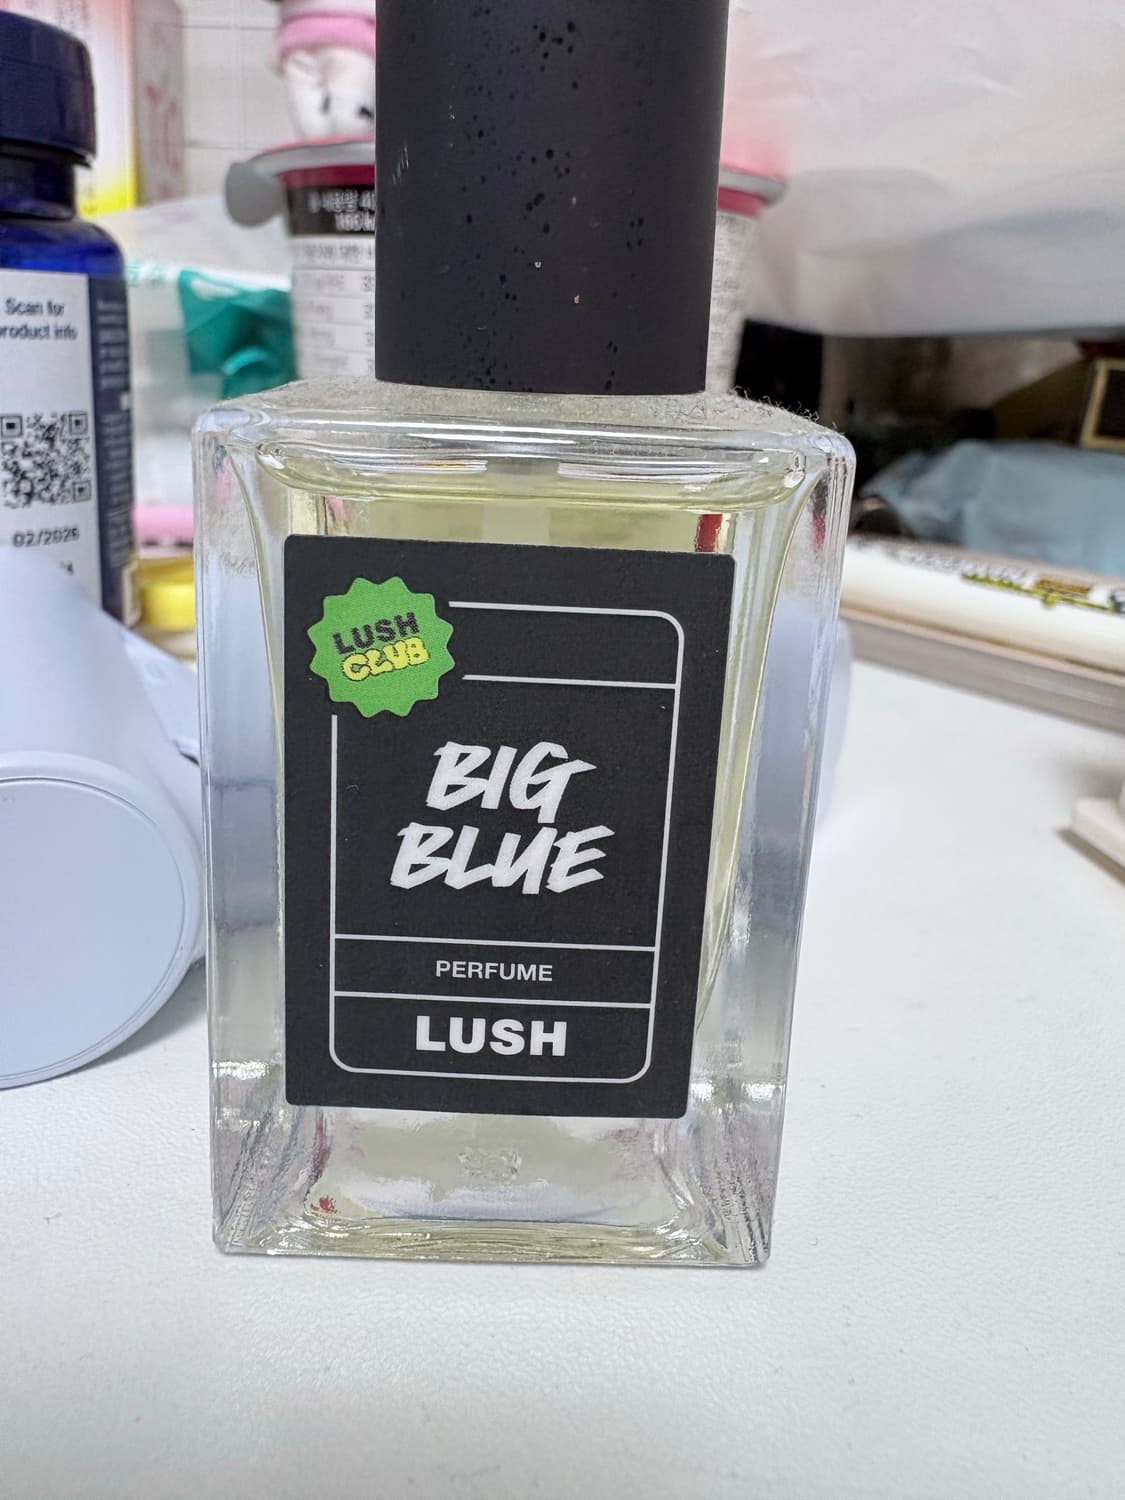 Scan for
product info
02/2026
LUSH
CLUB
BIG
BLUE
PERFUME
LUSH